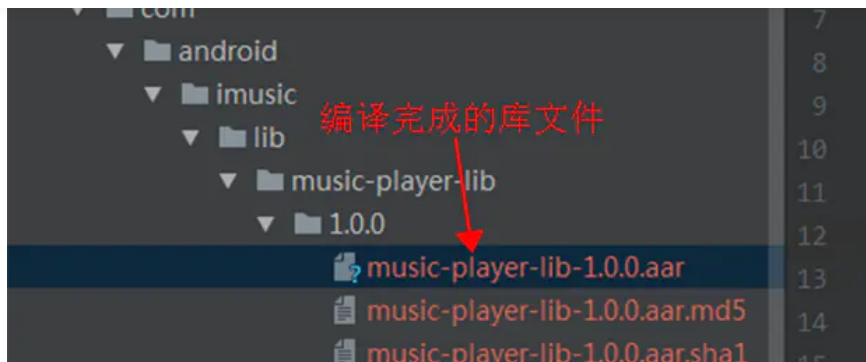 com
android
imusic
编译完成的库文件
lib
music-player-lib
1.0.0
music-player-lib-1.0.0.aar
music-player-lib-1.0.0.aar.md5
music-player-lib-1.0.0.aar.sha1
7
8
9
10
11
12
13
14
15